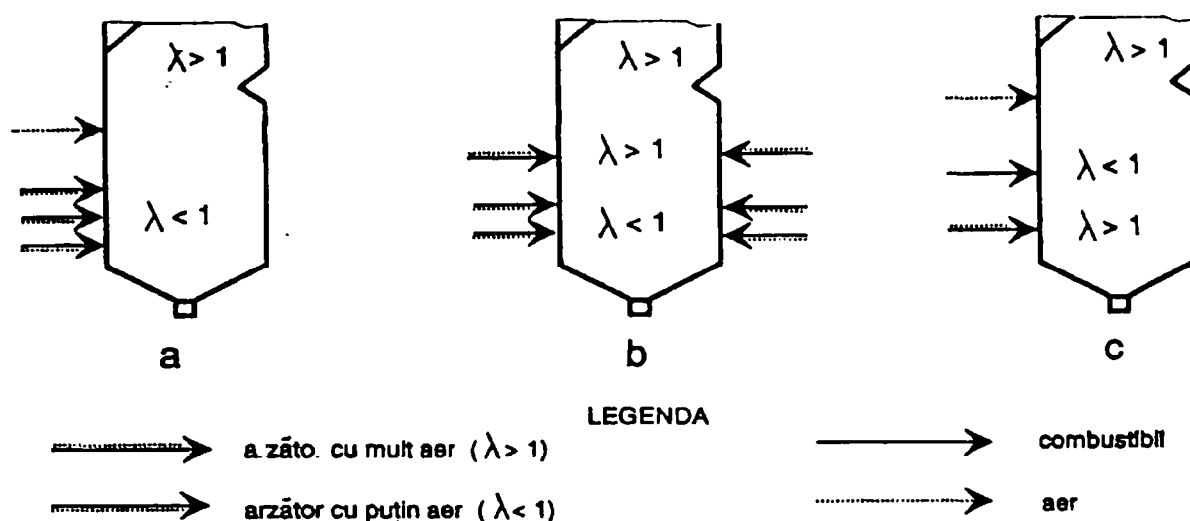 λ > 1
λ < 1
a
λ > 1
λ > 1
λ < 1
b
λ > 1
λ < 1
λ > 1
c
LEGENDA
a zăto. cu mult aer ( λ > 1)
arzător cu puțin aer ( λ < 1)
combustibil
aer